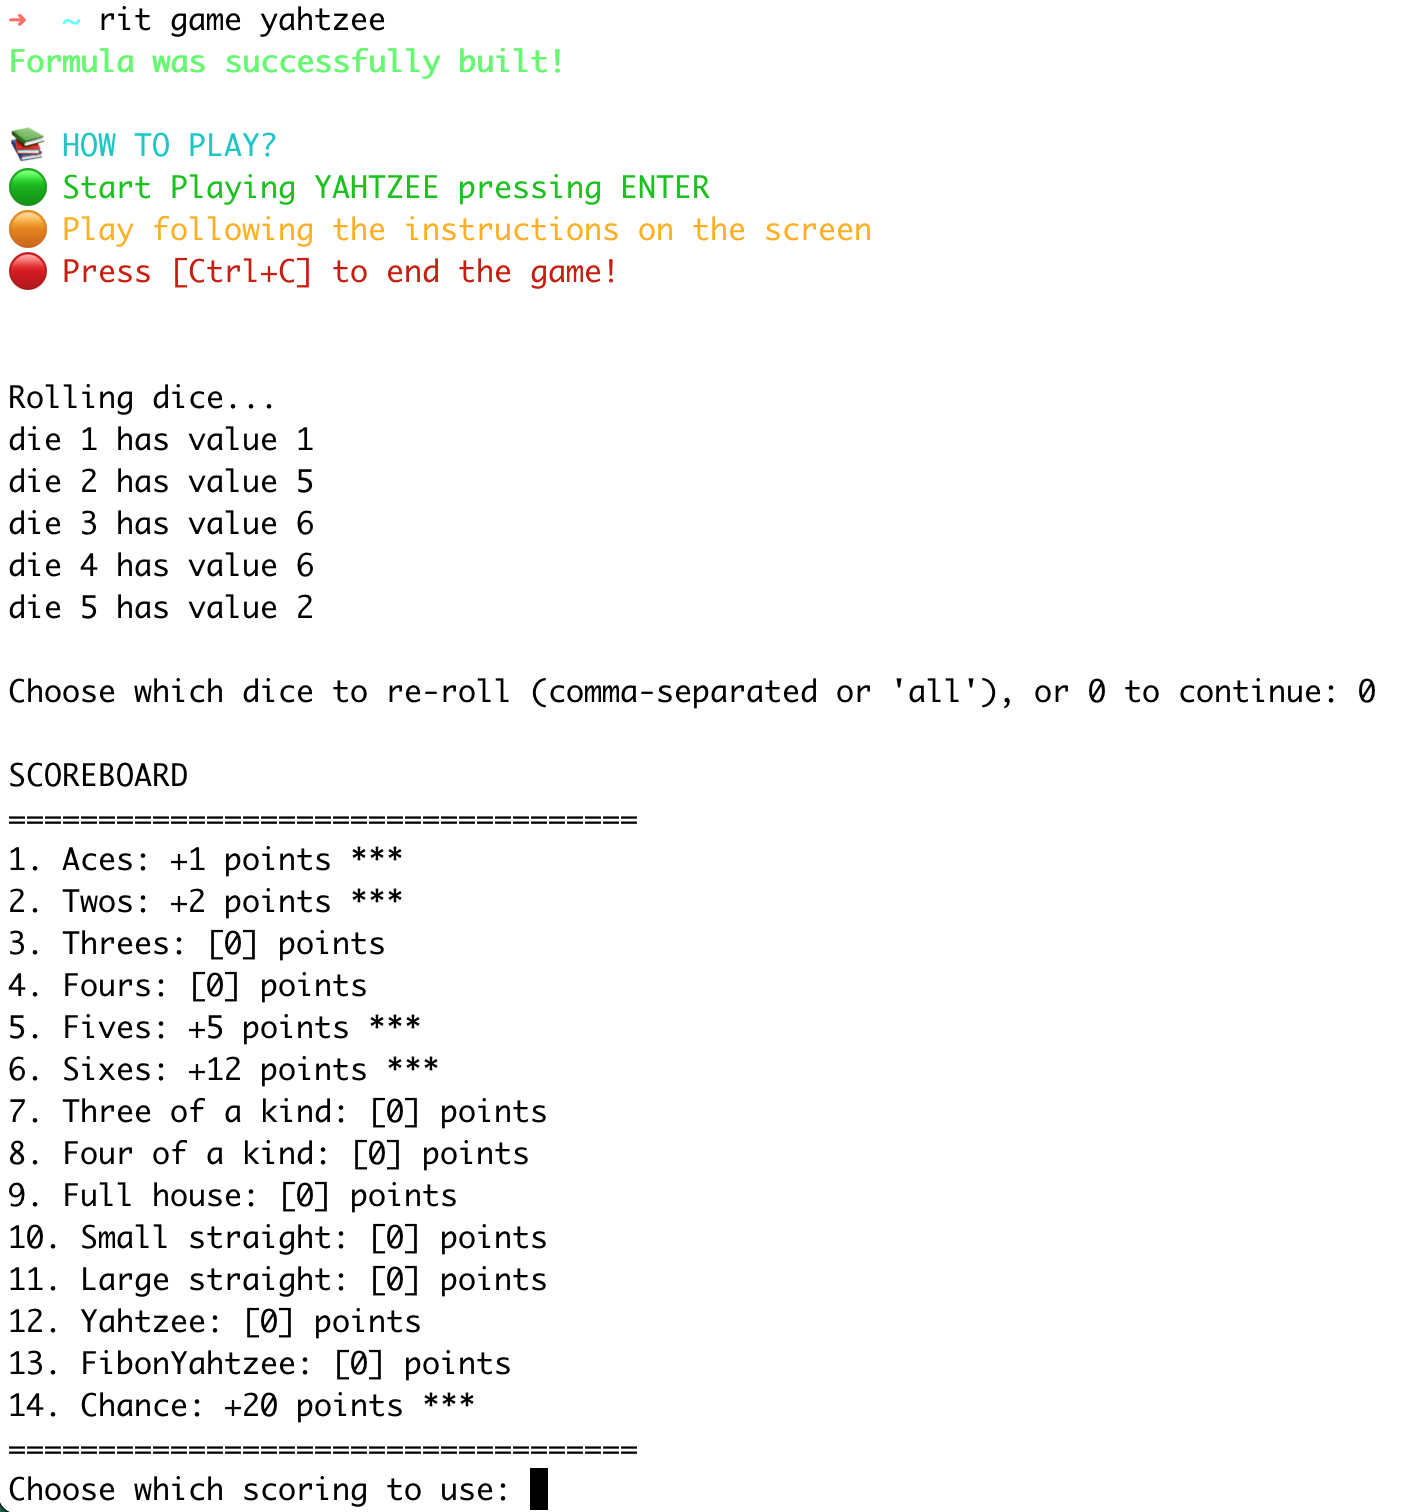 ➜  ~ rit game yahtzee
Formula was successfully built!
HOW TO PLAY?
Start Playing YAHTZEE pressing ENTER
Play following the instructions on the screen
Press [Ctrl+C] to end the game!
Rolling dice...
die 1 has value 1
die 2 has value 5
die 3 has value 6
die 4 has value 6
die 5 has value 2
Choose which dice to re-roll (comma-separated or 'all'), or 0 to continue: 0
SCOREBOARD
===================================
1. Aces: +1 points ***
2. Twos: +2 points ***
3. Threes: [0] points
4. Fours: [0] points
5. Fives: +5 points ***
6. Sixes: +12 points ***
7. Three of a kind: [0] points
8. Four of a kind: [0] points
9. Full house: [0] points
10. Small straight: [0] points
11. Large straight: [0] points
12. Yahtzee: [0] points
13. FibonYahtzee: [0] points
14. Chance: +20 points ***
===================================
Choose which scoring to use: